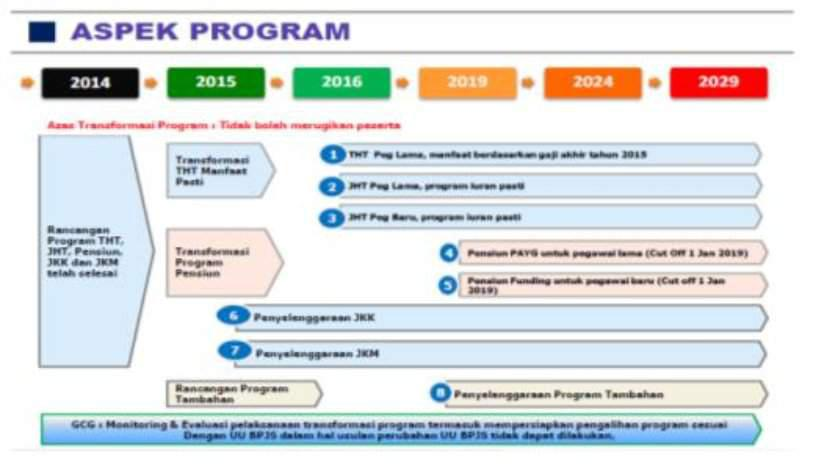 ASPEK PROGRAM
2014
2015
2016
2019
2024
2029
Azas Transformasi Program : Tidak boleh merugikan peserta
Rancangan
Program THT,
JHT, Pensiun,
JKK dan JKM
telah selesai
Transformasi
THT Manfaat
Pasti
1 THT Peg Lama, manfaat berdasarkan gaji akhir tahun 2015
2 JHT Peg Lama, program iuran pasti
3 JHT Peg Baru, program iuran pasti
Transformasi
Program
Pensiun
4 Pensiun PAYG untuk pegawai lama (Cut Off 1 Jan 2019)
5 Pensiun Funding untuk pegawai baru (Cut off 1 Jan
2019)
6 Penyelenggaraan JKK
7 Penyelenggaraan JKM
Rancangan Program
Tambahan
8 Penyelenggaraan Program Tambahan
GCG : Monitoring & Evaluasi pelaksanaan transformasi program termasuk mempersiapkan pengalihan program sesuai
Dengan UU BPJS dalam hal usulan perubahan UU BPJS tidak dapat dilakukan.